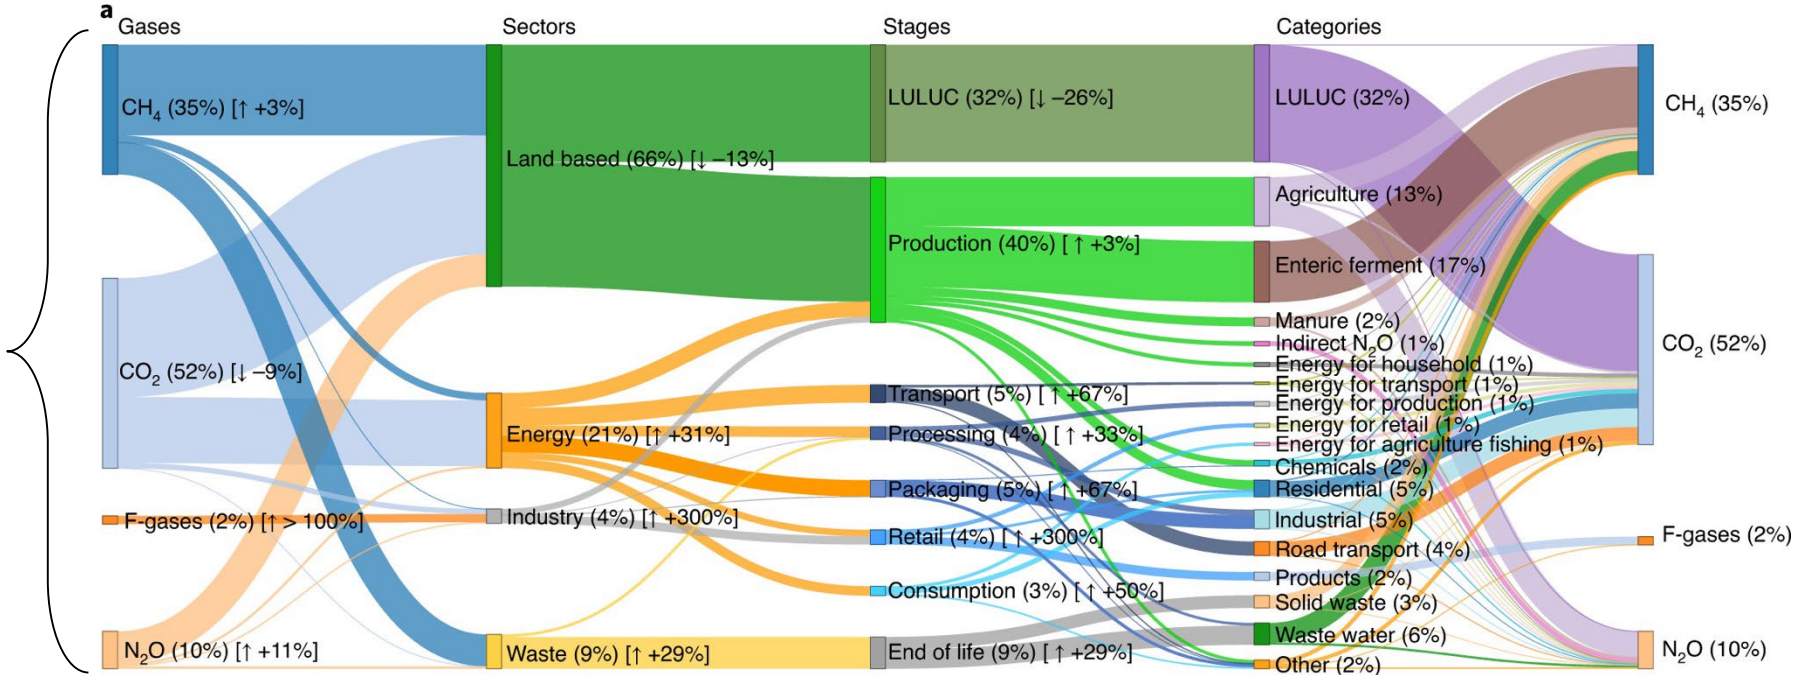 a
Gases
Sectors
Stages
Categories
CH₄ (35%) [↑ +3%]
CO₂ (52%) [↓ –9%]
F-gases (2%) [↑ > 100%]
N₂O (10%) [↑ +11%]
Land based (66%) [↓ –13%]
Energy (21%) [↑ +31%]
Industry (4%) [↑ +300%]
Waste (9%) [↑ +29%]
LULUC (32%) [↓ –26%]
Production (40%) [ ↑ +3%]
Transport (5%) [ ↑ +67%]
Processing (4%) [ ↑ +33%]
Packaging (5%) [ ↑ +67%]
Retail (4%) [ ↑ +300%]
Consumption (3%) [ ↑ +50%]
End of life (9%) [ ↑ +29%]
LULUC (32%)
Agriculture (13%)
Enteric ferment (17%)
Manure (2%)
Indirect N₂O (1%)
Energy for household (1%)
Energy for transport (1%)
Energy for production (1%)
Energy for retail (1%)
Energy for agriculture fishing (1%)
Chemicals (2%)
Residential (5%)
Industrial (5%)
Road transport (4%)
Products (2%)
Solid waste (3%)
Waste water (6%)
Other (2%)
CH₄ (35%)
CO₂ (52%)
F-gases (2%)
N₂O (10%)